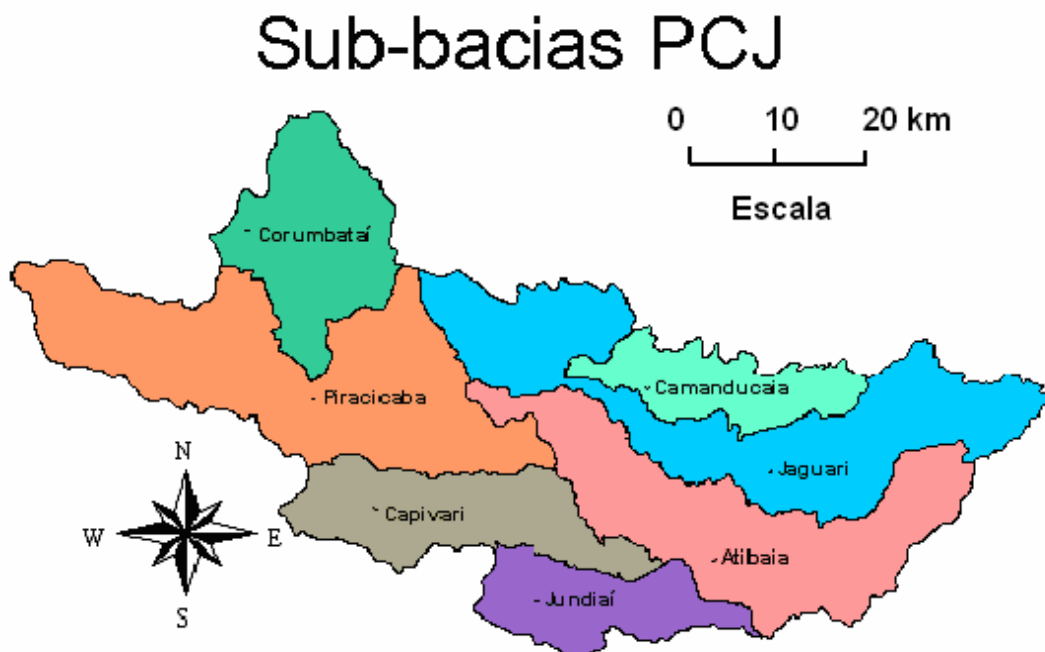 Sub-bacias PCJ
0 10 20 km
Escala
Corumbataí
Camanducaia
Piracicaba
Jaguari
N
Capivari
W E
Atibaia
Jundiaí
S